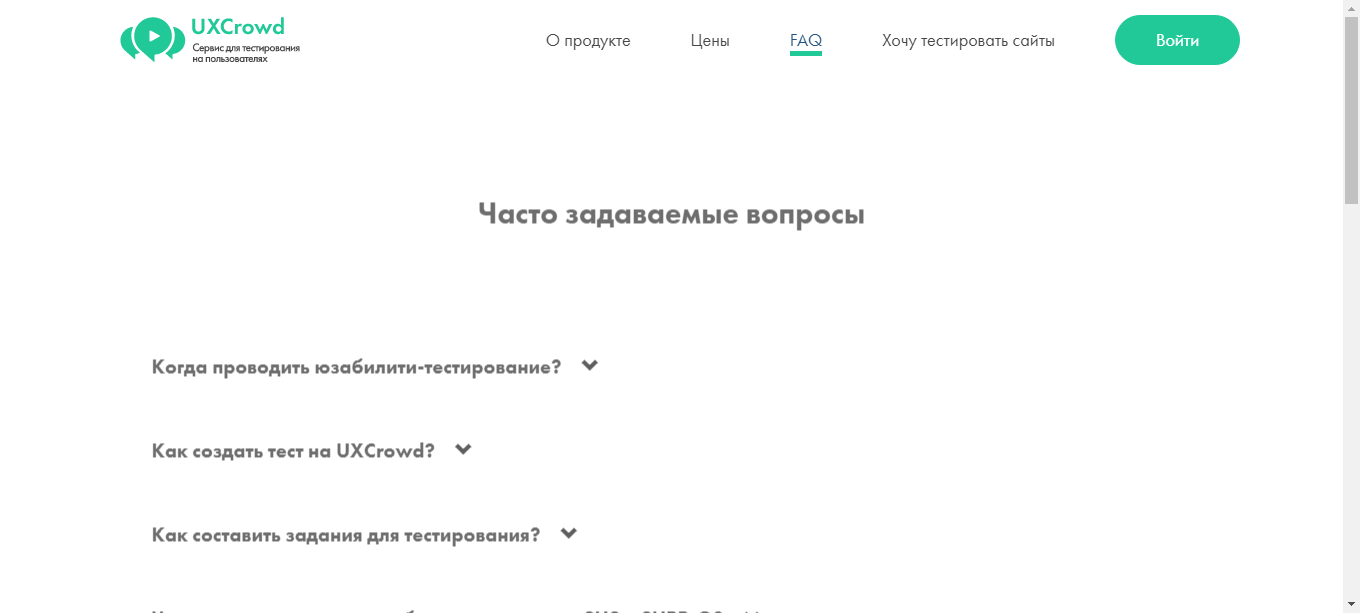 UXCrowd
Сервис для тестирования
на пользователях
О продукте
Цены
FAQ
Хочу тестировать сайты
Войти
Часто задаваемые вопросы
Когда проводить юзабилити-тестирование?
Как создать тест на UXCrowd?
Как составить задания для тестирования?